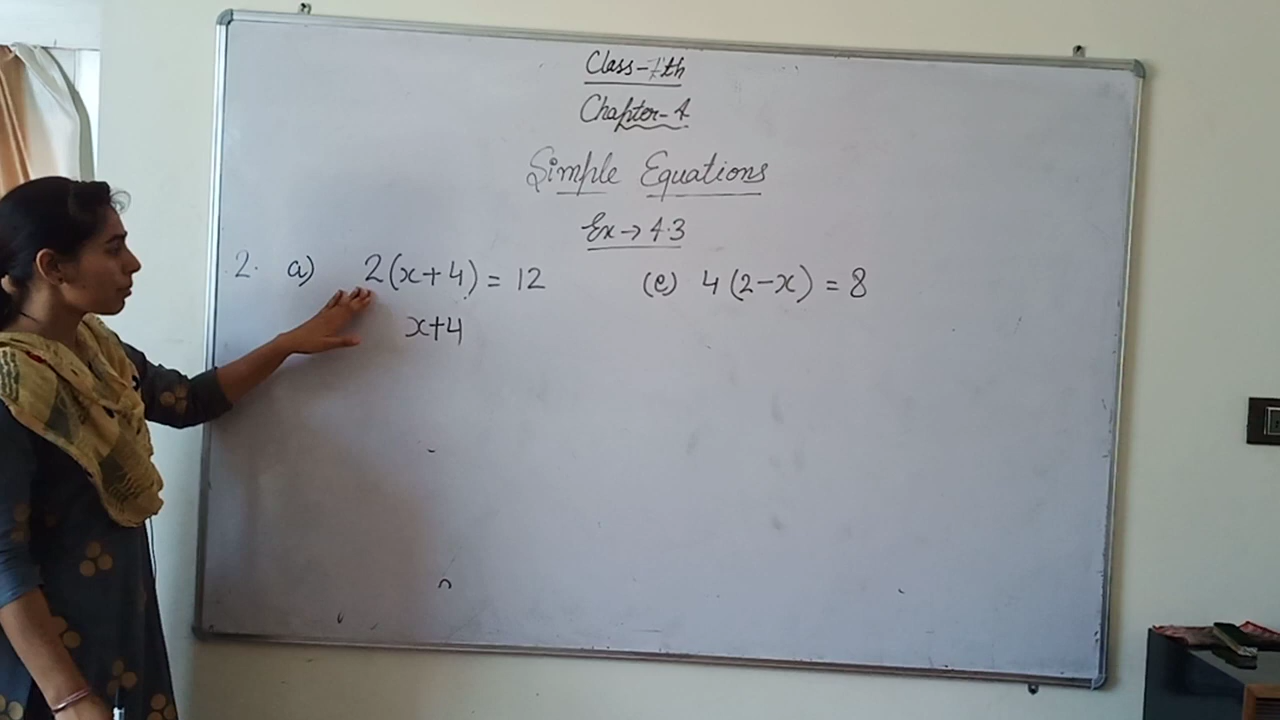 Class-7th
Chapter-4
Simple Equations
Ex→4.3
2. a) 2(x+4) = 12 (e) 4(2-x) = 8
x+4